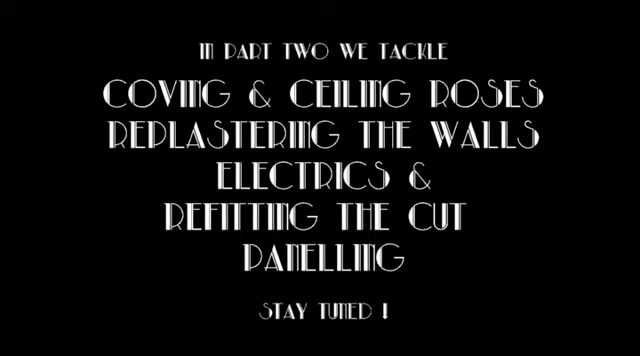 IN PART TWO WE TACKLE
COVING & CEILING ROSES
REPLASTERING THE WALLS
ELECTRICS &
REFITTING THE CUT
PANELLING
STAY TUNED !